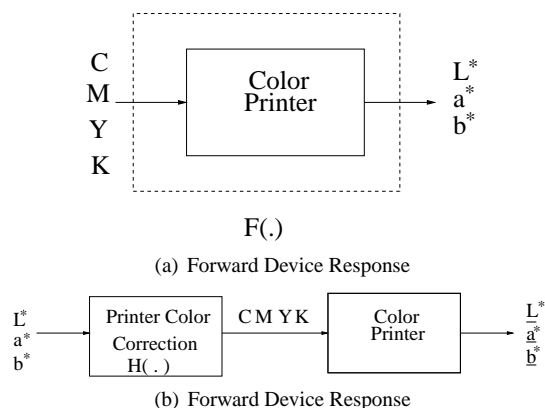 C
M
Y
K
Color
Printer
L*
a*
b*
F(.)
(a) Forward Device Response
L*
a*
b*
Printer Color
Correction
H( . )
C M Y K
Color
Printer
L*
a*
b*
(b) Forward Device Response